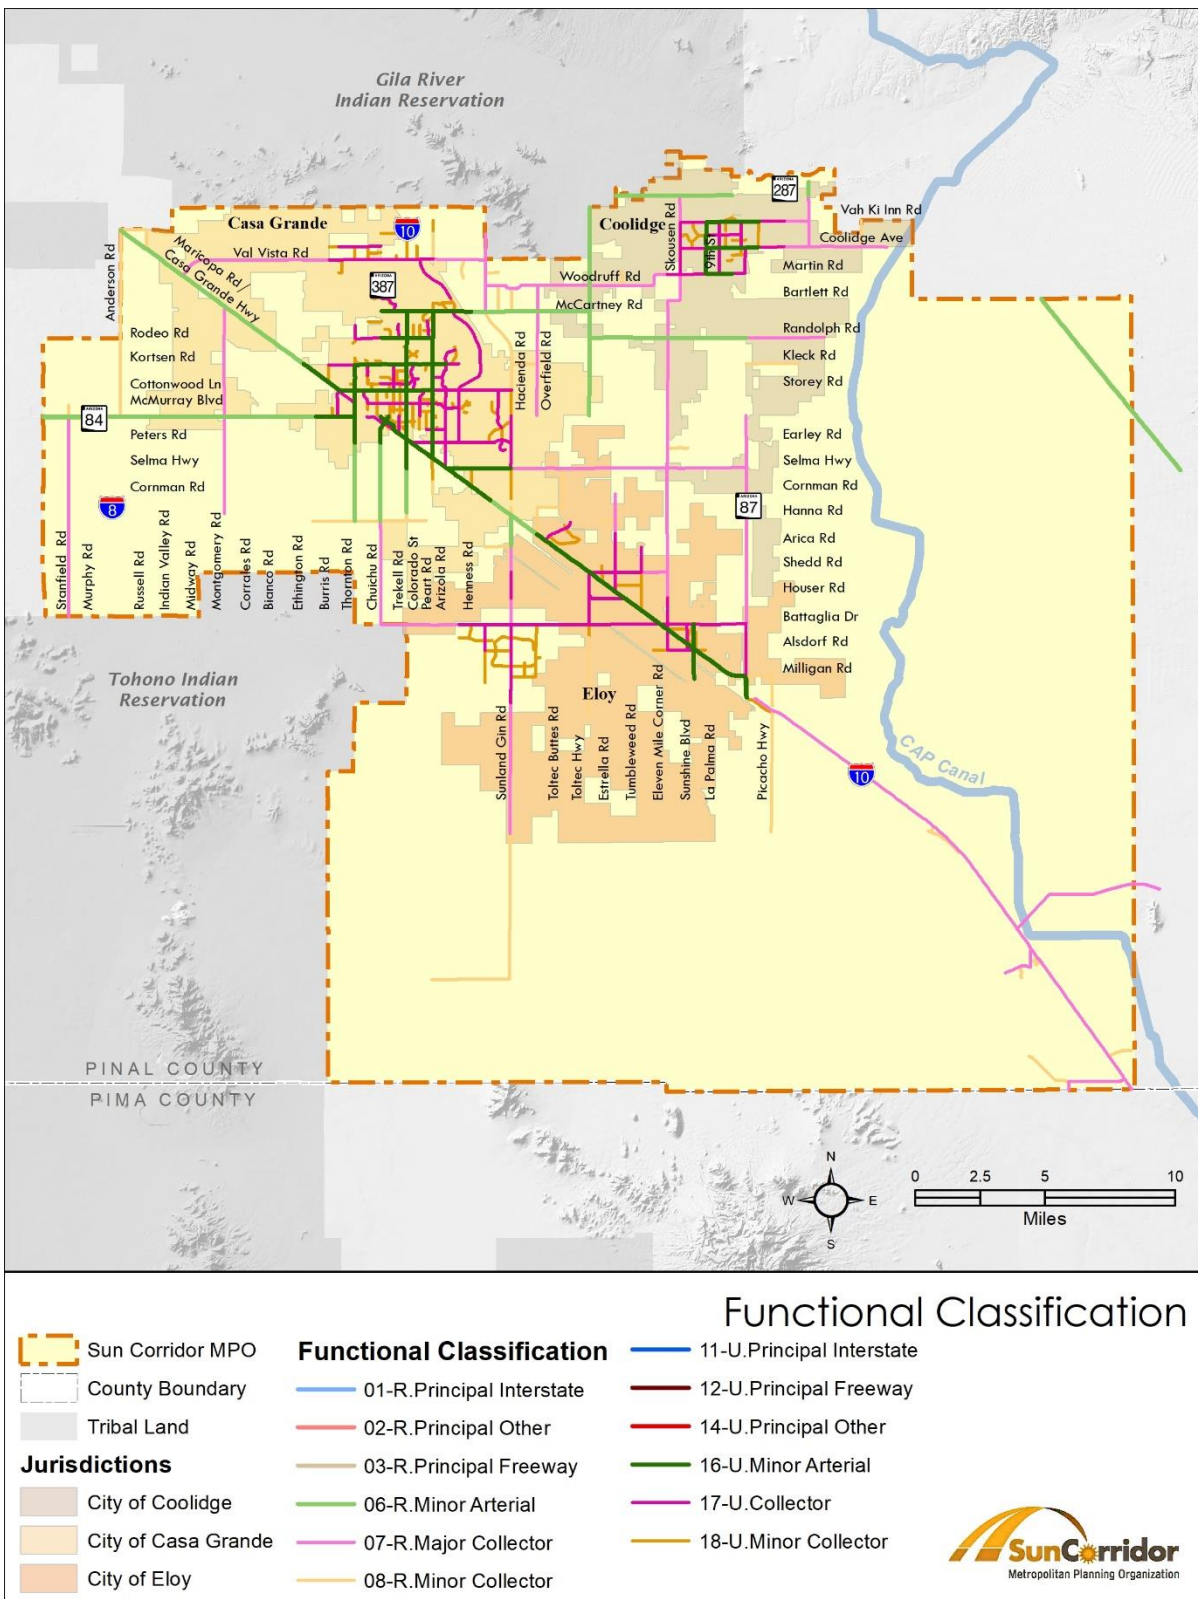 Gila River
Indian Reservation
ARIZONA
287
Casa Grande
10
Coolidge
Skousen Rd
9th St
Vah Ki Inn Rd
Coolidge Ave
Anderson Rd
Maricopa Rd /
Casa Grande Hwy
Val Vista Rd
ARIZONA
387
Woodruff Rd
McCartney Rd
Martin Rd
Bartlett Rd
Randolph Rd
Kleck Rd
Storey Rd
Rodeo Rd
Kortsen Rd
Cottonwood Ln
McMurray Blvd
Hacienda Rd
Overfield Rd
ARIZONA
84
Peters Rd
Selma Hwy
Cornman Rd
8
Earley Rd
Selma Hwy
Cornman Rd
Hanna Rd
Arica Rd
Shedd Rd
Houser Rd
Battaglia Dr
Alsdorf Rd
Milligan Rd
ARIZONA
87
Stanfield Rd
Murphy Rd
Russell Rd
Indian Valley Rd
Midway Rd
Montgomery Rd
Corrales Rd
Bianco Rd
Ethington Rd
Burris Rd
Thornton Rd
Chuichu Rd
Trekell Rd
Colorado St
Peart Rd
Arizola Rd
Henness Rd
Tohono Indian
Reservation
Eloy
Sunland Gin Rd
Toltec Buttes Rd
Toltec Hwy
Estrella Rd
Tumbleweed Rd
Eleven Mile Corner Rd
Sunshine Blvd
La Palma Rd
Picacho Hwy
10
CAP Canal
PINAL COUNTY
PIMA COUNTY
N
W E
S
0 2.5 5 10
Miles
Functional Classification
Sun Corridor MPO
County Boundary
Tribal Land
Jurisdictions
City of Coolidge
City of Casa Grande
City of Eloy
Functional Classification
01-R.Principal Interstate
02-R.Principal Other
03-R.Principal Freeway
06-R.Minor Arterial
07-R.Major Collector
08-R.Minor Collector
11-U.Principal Interstate
12-U.Principal Freeway
14-U.Principal Other
16-U.Minor Arterial
17-U.Collector
18-U.Minor Collector
SunCorridor
Metropolitan Planning Organization